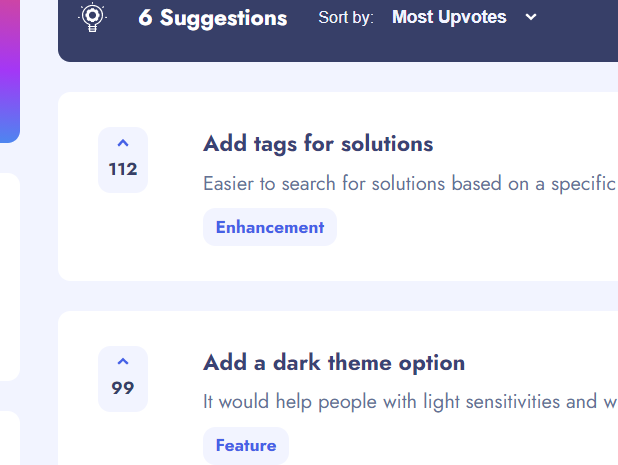 6 Suggestions Sort by: Most Upvotes
Add tags for solutions
112
Easier to search for solutions based on a specific
Enhancement
Add a dark theme option
99
It would help people with light sensitivities and w
Feature